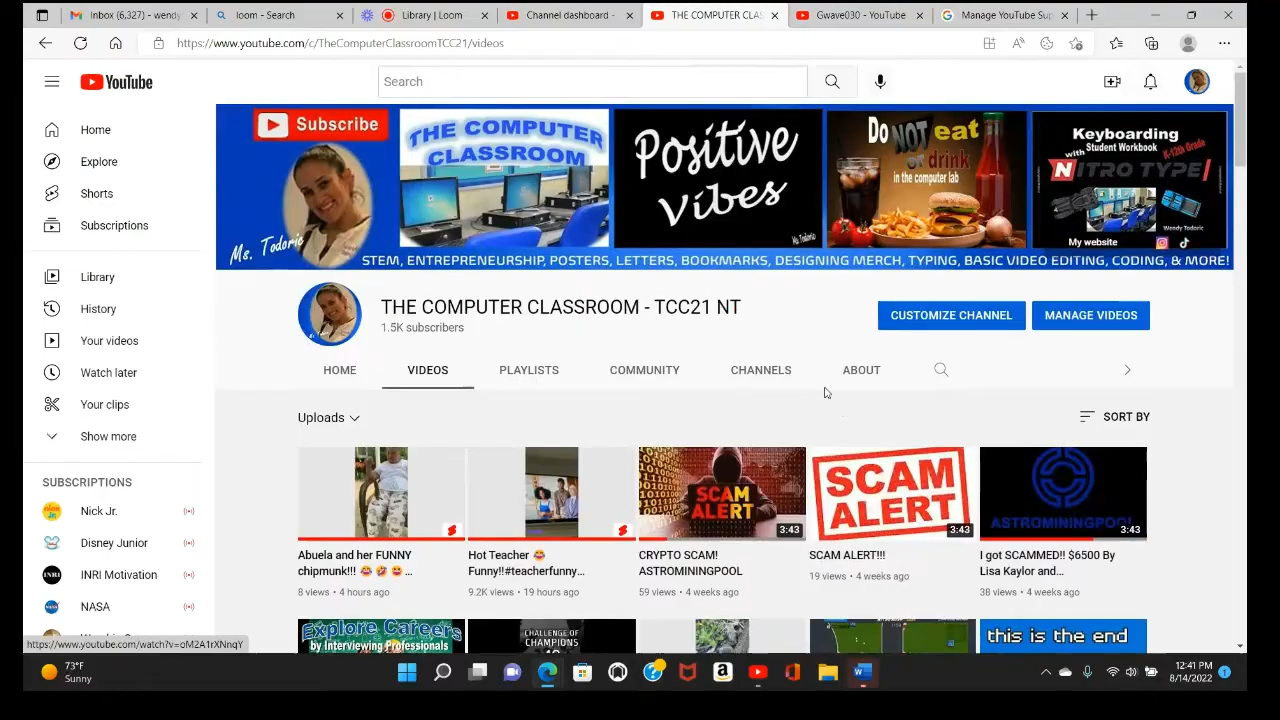 Inbox (6,327) - wendy
loom - Search
Library | Loom
Channel dashboard -
THE COMPUTER CLASS
Gwave030 - YouTube
Manage YouTube Sup
https://www.youtube.com/c/TheComputerClassroomTCC21/videos
YouTube
Search
Home
Explore
Shorts
Subscriptions
Library
History
Your videos
Watch later
Your clips
Show more
SUBSCRIPTIONS
Nick Jr.
Disney Junior
INRI Motivation
NASA
https://www.youtube.com/watch?v=oM2A1rXNnqY
Subscribe
Ms. Todoric
THE COMPUTER
CLASSROOM
Positive
Vibes
Ms. Todoric
Do NOT eat
or drink
in the computer lab
Keyboarding
with Student Workbook K-12th Grade
NITRO TYPE
Wendy Todoric
My website
STEM, ENTREPRENEURSHIP, POSTERS, LETTERS, BOOKMARKS, DESIGNING MERCH, TYPING, BASIC VIDEO EDITING, CODING, & MORE!
THE COMPUTER CLASSROOM - TCC21 NT
1.5K subscribers
CUSTOMIZE CHANNEL
MANAGE VIDEOS
HOME
VIDEOS
PLAYLISTS
COMMUNITY
CHANNELS
ABOUT
Uploads
SORT BY
SCAM
ALERT
3:43
SCAM
ALERT
3:43
ASTROMININGPOOL
3:43
Abuela and her FUNNY
chipmunk!!! 😂 🤣 😄 ...
8 views • 4 hours ago
Hot Teacher 😂
Funny!!#teacherfunny...
9.2K views • 19 hours ago
CRYPTO SCAM!
ASTROMININGPOOL
59 views • 4 weeks ago
SCAM ALERT!!!
19 views • 4 weeks ago
I got SCAMMED!! $6500 By
Lisa Kaylor and...
38 views • 4 weeks ago
Explore Careers
by Interviewing Professionals
CHALLENGE OF
CHAMPIONS
this is the end
73°F
Sunny
12:41 PM
8/14/2022
1